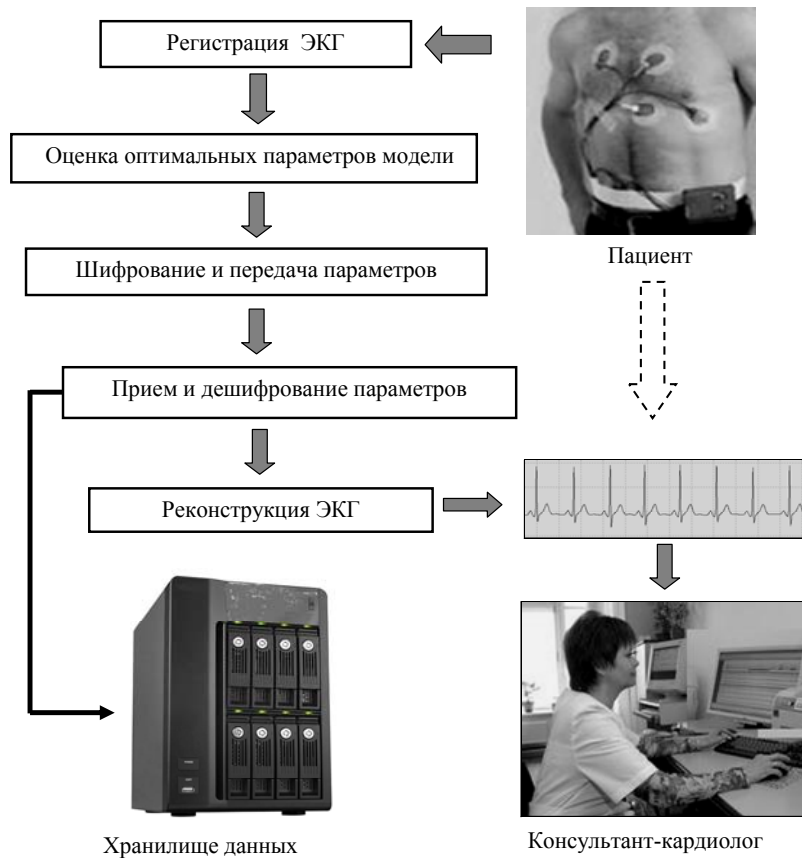 Регистрация ЭКГ
Оценка оптимальных параметров модели
Шифрование и передача параметров
Пациент
Прием и дешифрование параметров
Реконструкция ЭКГ
Хранилище данных
Консультант-кардиолог